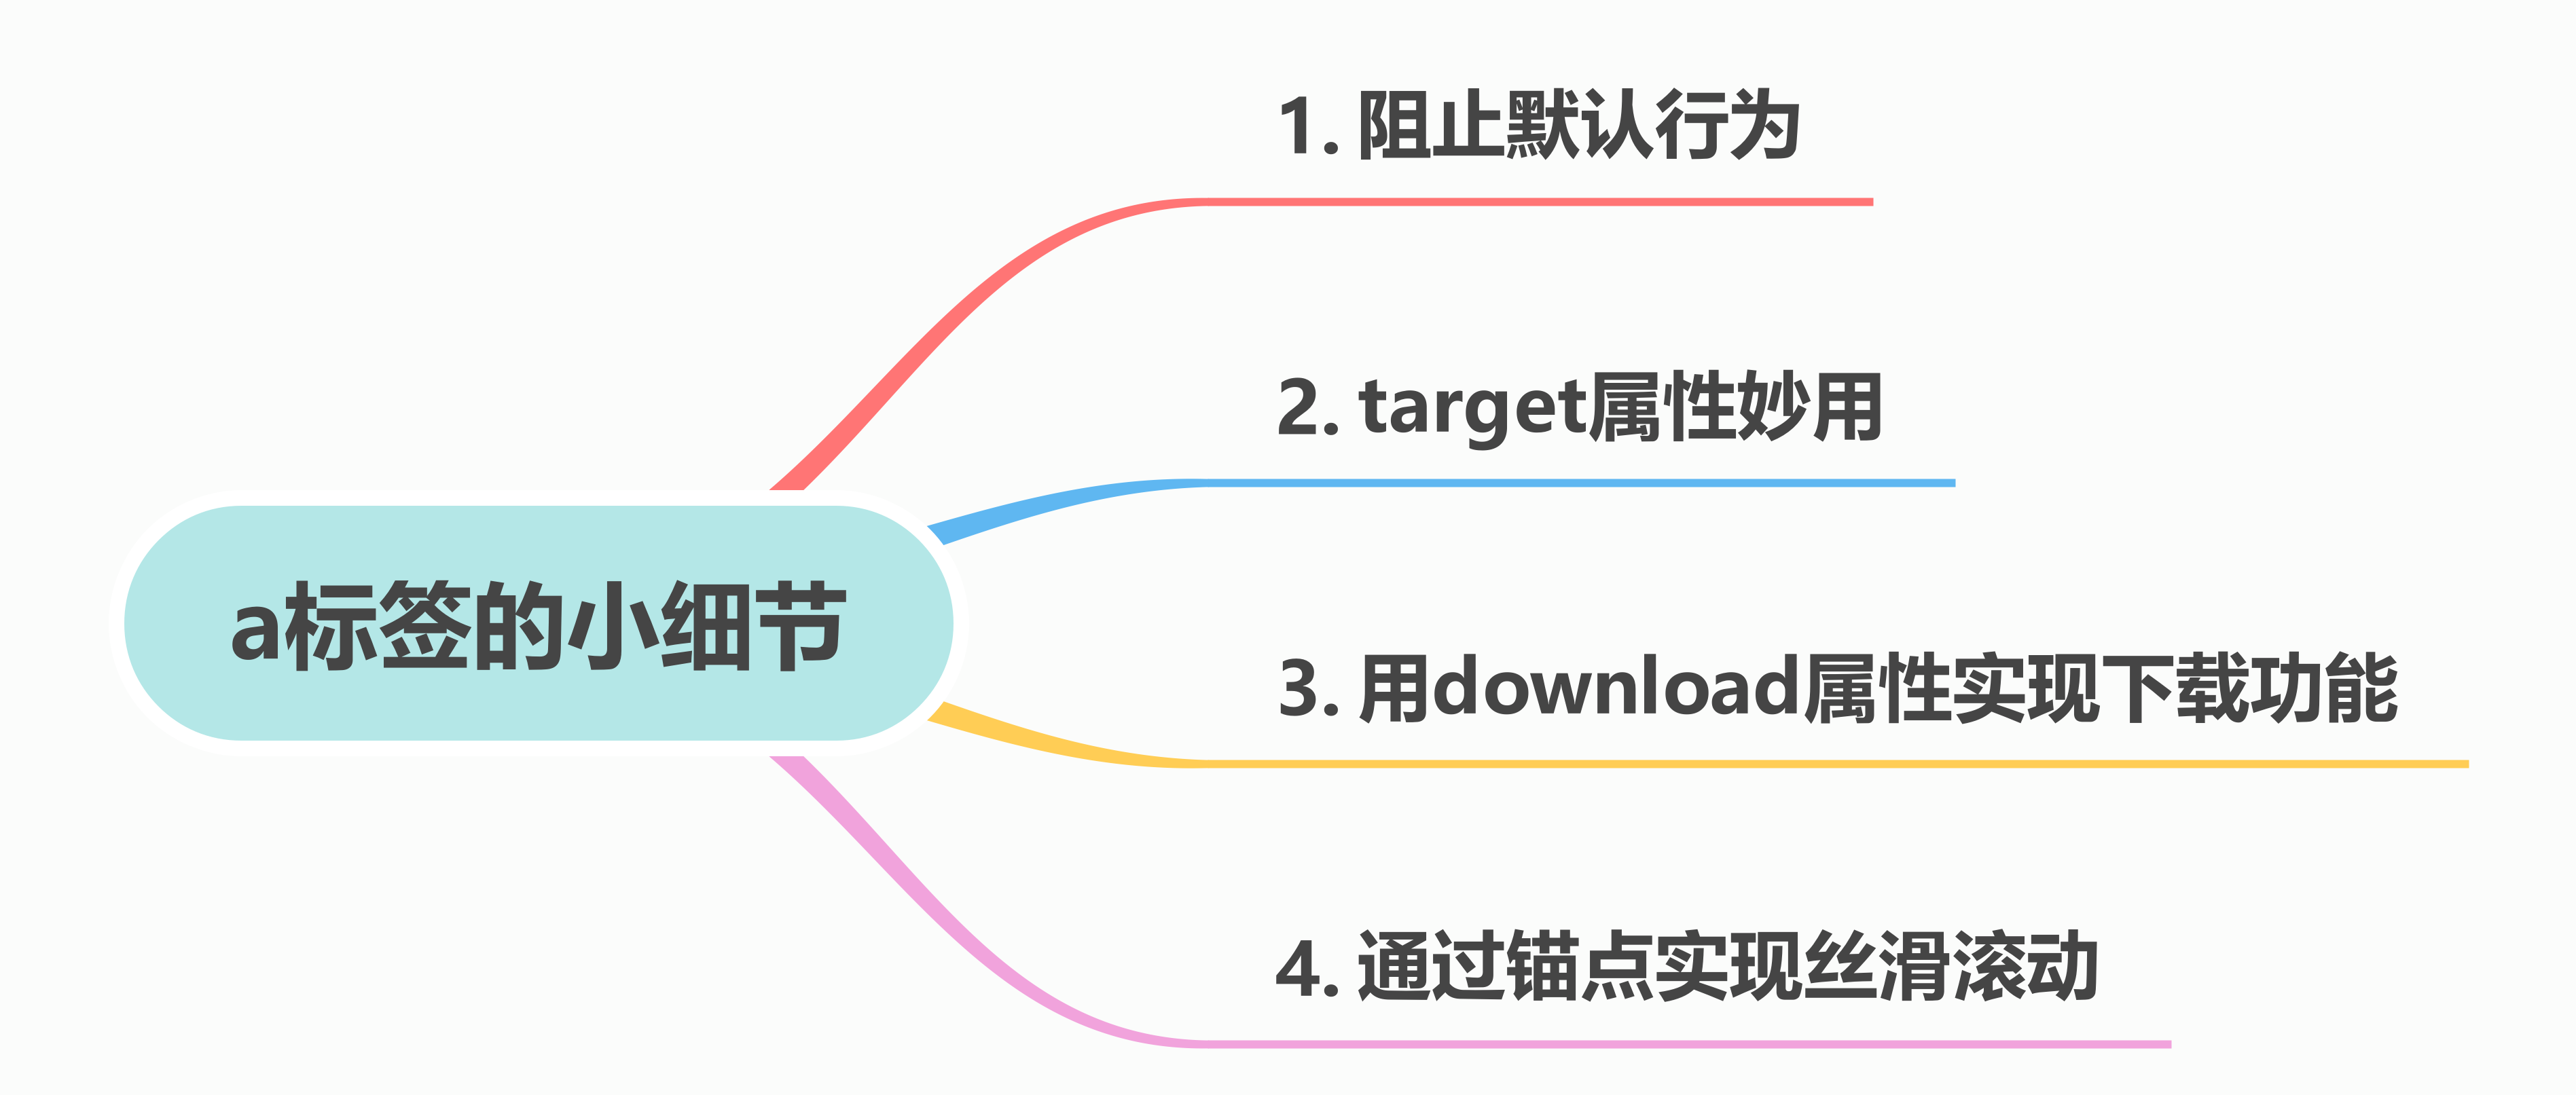 1. 阻止默认行为
2. target属性妙用
a标签的小细节
3. 用download属性实现下载功能
4. 通过锚点实现丝滑滚动